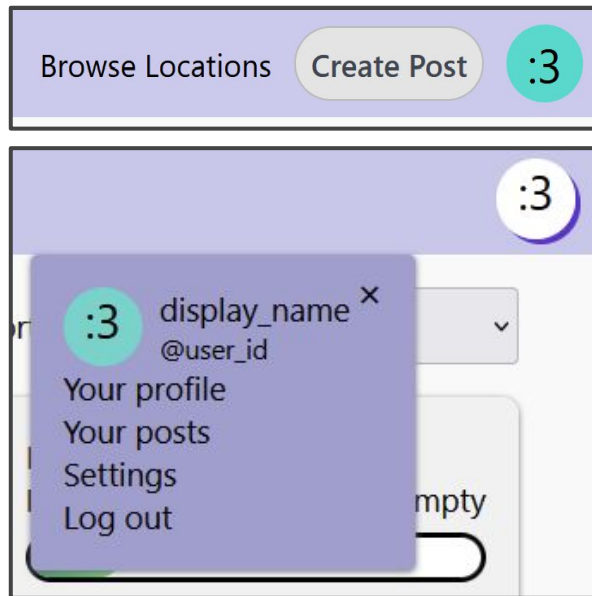 Browse Locations Create Post :3
:3
:3 display_name ×
@user_id
Your profile
Your posts
Settings
Log out
mpty